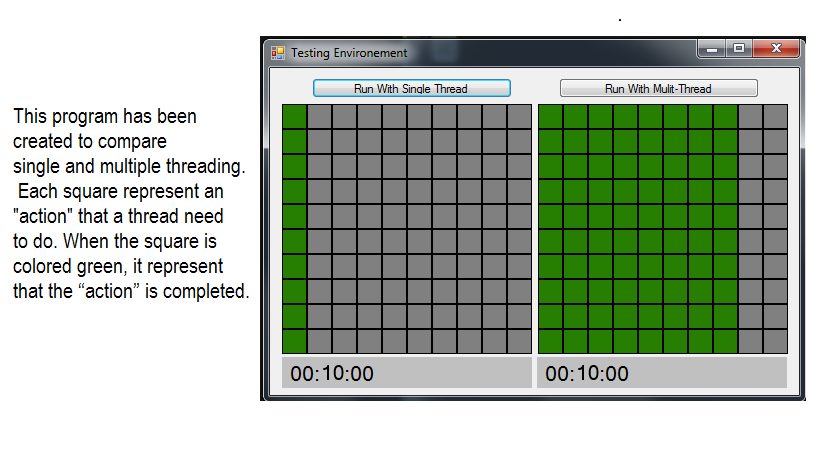 This program has been
created to compare
single and multiple threading.
Each square represent an
"action" that a thread need
to do. When the square is
colored green, it represent
that the “action” is completed.
.
Testing Environement
Run With Single Thread
Run With Mulit-Thread
00:10:00
00:10:00